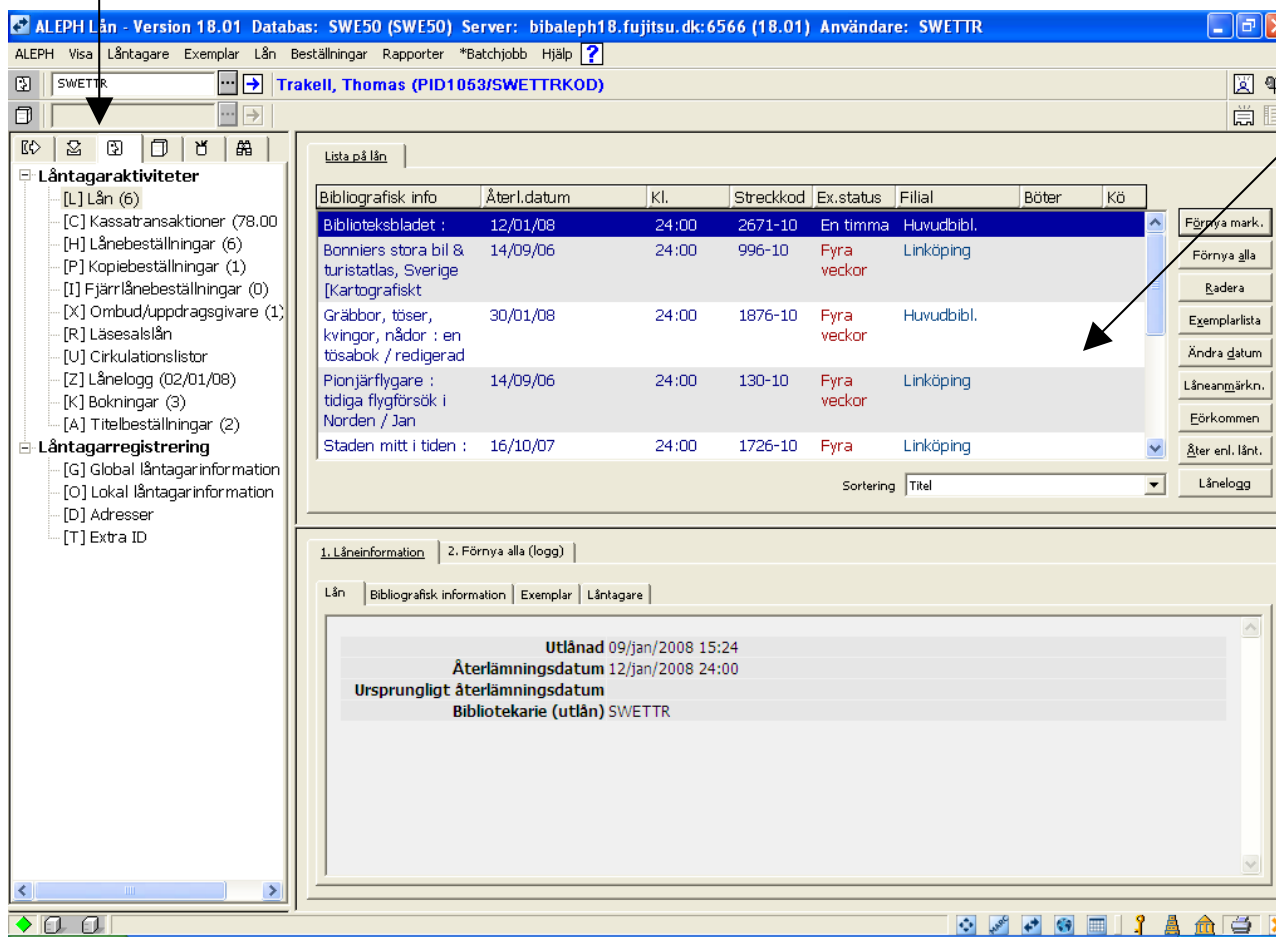 ALEPH Lån - Version 18.01 Databas: SWE50 (SWE50) Server: bibaleph18.fujitsu.dk:6566 (18.01) Användare: SWETTR
ALEPH Visa Låntagare Exemplar Lån Beställningar Rapporter *Batchjobb Hjälp ?
SWETTR ... Trakell, Thomas (PID1053/SWETTRKOD)
...
Låntagaraktiviteter
[L] Lån (6)
[C] Kassatransaktioner (78.00
[H] Lånebeställningar (6)
[P] Kopiebeställningar (1)
[I] Fjärrlånebeställningar (0)
[X] Ombud/uppdragsgivare (1)
[R] Läsesalslån
[U] Cirkulationslistor
[Z] Lånelogg (02/01/08)
[K] Bokningar (3)
[A] Titelbeställningar (2)
Låntagarregistrering
[G] Global låntagarinformation
[O] Lokal låntagarinformation
[D] Adresser
[T] Extra ID
Lista på lån
Bibliografisk info Återl.datum Kl. Streckkod Ex.status Filial Böter Kö
Biblioteksbladet : 12/01/08 24:00 2671-10 En timma Huvudbibl.
Bonniers stora bil & 14/09/06 24:00 996-10 Fyra Linköping
turistatlas, Sverige veckor
[Kartografiskt
Gräbbor, töser, 30/01/08 24:00 1876-10 Fyra Huvudbibl.
kvingor, nådor : en veckor
tösabok / redigerad
Pionjärflygare : 14/09/06 24:00 130-10 Fyra Linköping
tidiga flygförsök i veckor
Norden / Jan
Staden mitt i tiden : 16/10/07 24:00 1726-10 Fyra Linköping
Sortering Titel
Förnya mark.
Förnya alla
Radera
Exemplarlista
Ändra datum
Låneanmärkn.
Förkommen
Åter enl. lånt.
Lånelogg
1. Låneinformation 2. Förnya alla (logg)
Lån Bibliografisk information Exemplar Låntagare
Utlånad 09/jan/2008 15:24
Återlämningsdatum 12/jan/2008 24:00
Ursprungligt återlämningsdatum
Bibliotekarie (utlån) SWETTR